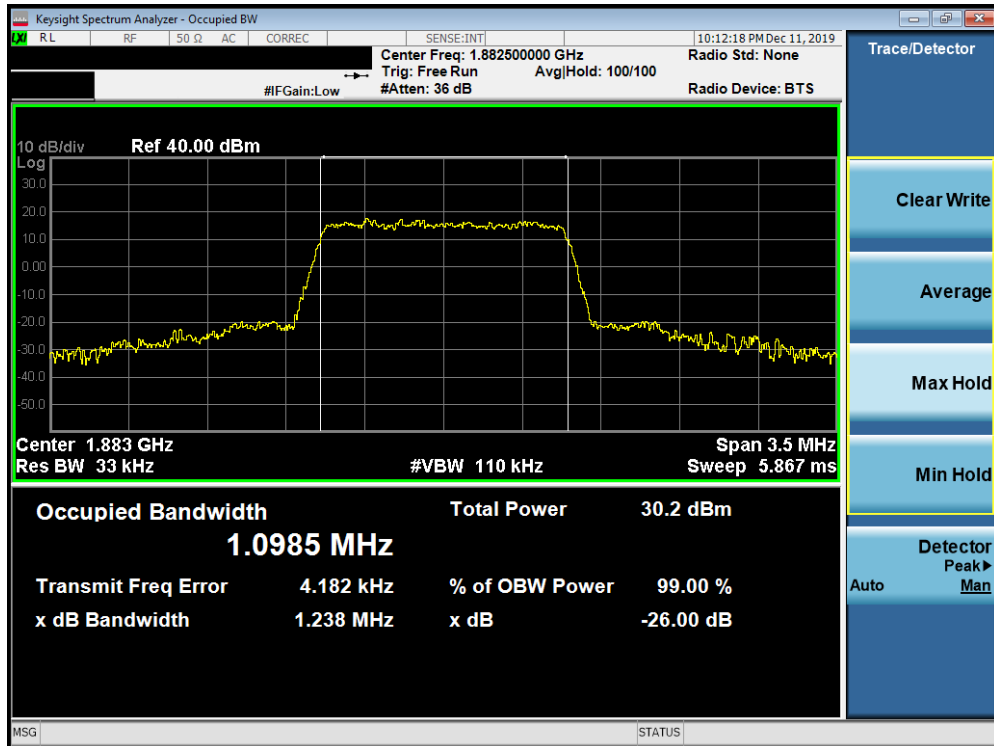 Keysight Spectrum Analyzer - Occupied BW
LXI RL RF 50 Ω AC CORREC SENSE:INT 10:12:18 PM Dec 11, 2019
Center Freq: 1.882500000 GHz Radio Std: None
Trig: Free Run Avg|Hold: 100/100
#IFGain:Low #Atten: 36 dB Radio Device: BTS
10 dB/div Ref 40.00 dBm
Log
30.0
20.0
10.0
0.00
-10.0
-20.0
-30.0
-40.0
-50.0
Center 1.883 GHz Span 3.5 MHz
Res BW 33 kHz #VBW 110 kHz Sweep 5.867 ms
Occupied Bandwidth Total Power 30.2 dBm
1.0985 MHz
Transmit Freq Error 4.182 kHz % of OBW Power 99.00 %
x dB Bandwidth 1.238 MHz x dB -26.00 dB
MSG STATUS
Trace/Detector
Clear Write
Average
Max Hold
Min Hold
Detector
Peak▶
Auto Man